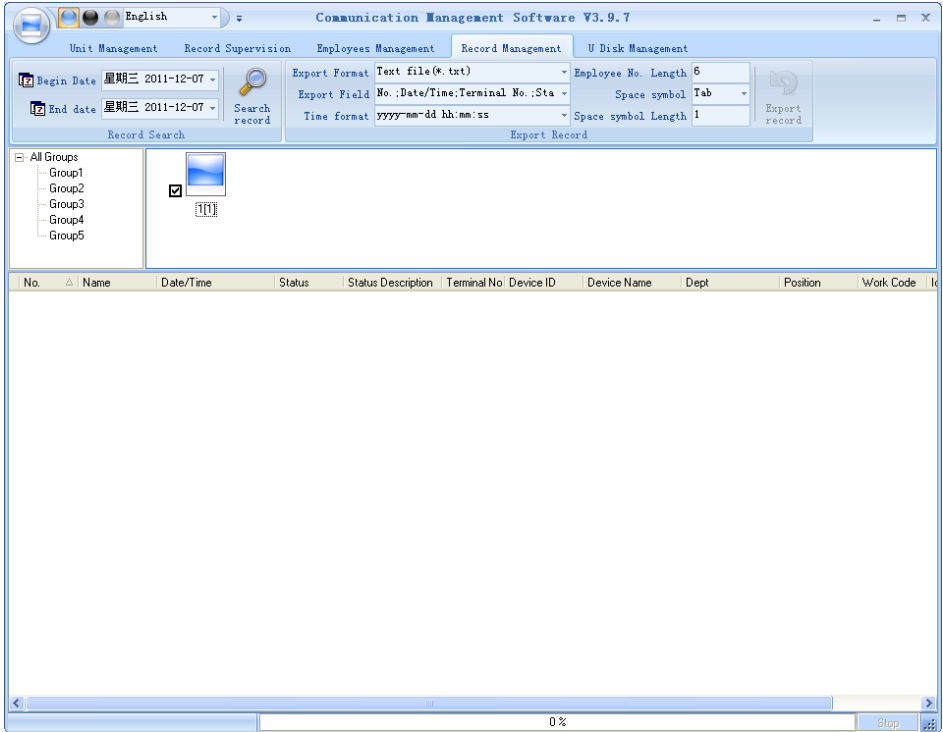 English
Communication Management Software V3.9.7
Unit Management Record Supervision Employees Management Record Management U Disk Management
Begin Date 星期三 2011-12-07
End date 星期三 2011-12-07
Search record
Record Search
Export Format Text file(*.txt) Employee No. Length 6
Export Field No.;Date/Time;Terminal No.;Sta Space symbol Tab
Time format yyyy-mm-dd hh:mm:ss Space symbol Length 1
Export record
Export Record
All Groups
Group1
Group2
Group3
Group4
Group5
1[1]
No. Name Date/Time Status Status Description Terminal No Device ID Device Name Dept Position Work Code
0 %
Stop